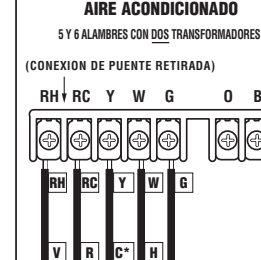 AIRE ACONDICIONADO
5 Y 6 ALAMBRES CON DOS TRANSFORMADORES
(CONEXION DE PUENTE RETIRADA)
RH RC Y W G O B
RH RC Y W G
V R C* H